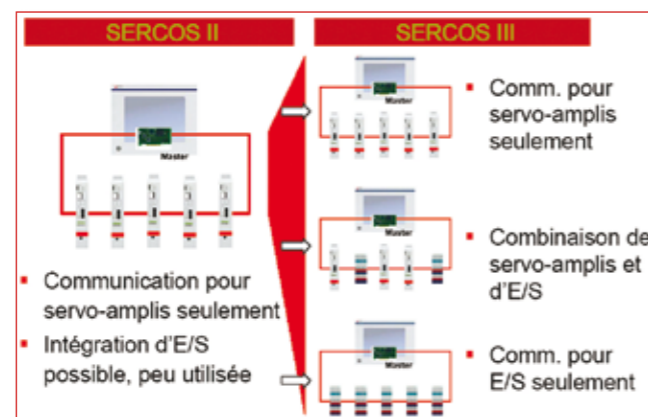 SERCOS II
Master
▪ Communication pour
servo-amplis seulement
▪ Intégration d'E/S
possible, peu utilisée
SERCOS III
Master
▪ Comm. pour
servo-amplis
seulement
Master
▪ Combinaison de
servo-amplis et
d'E/S
Master
▪ Comm. pour
E/S seulement